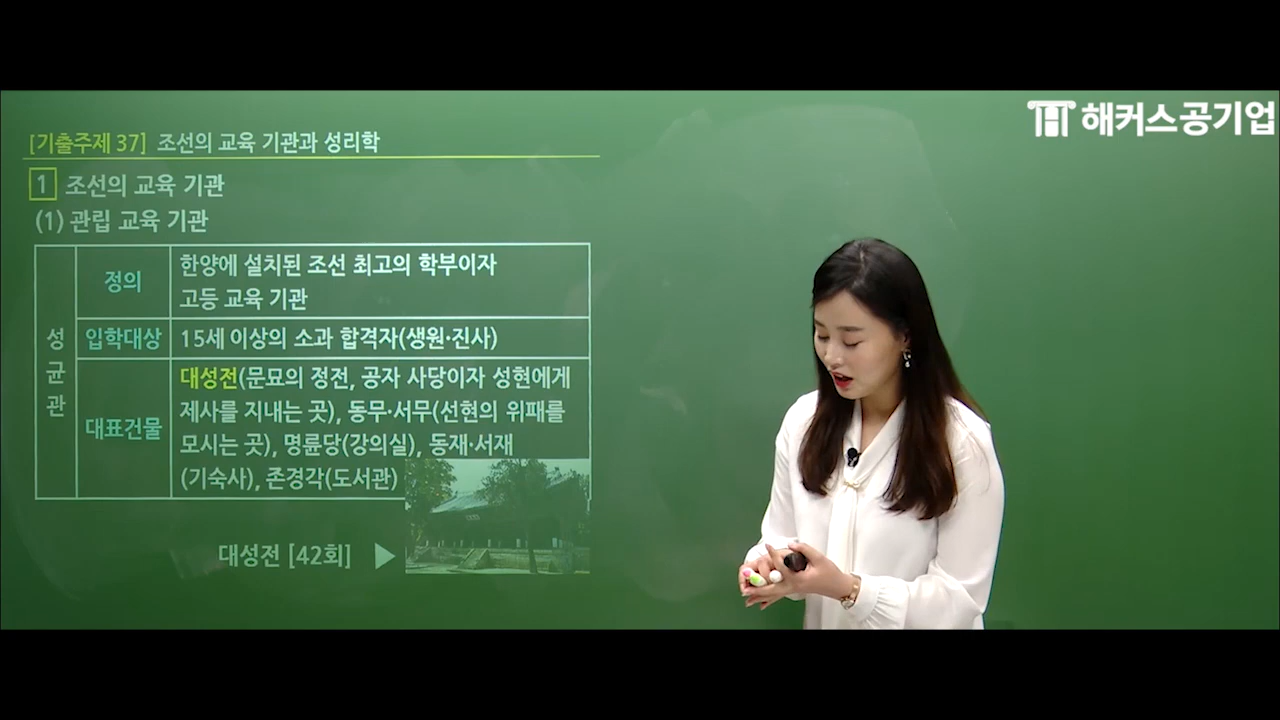 해커스공기업
[기출주제 37] 조선의 교육 기관과 성리학
1 조선의 교육 기관
(1) 관립 교육 기관
성균관
정의
한양에 설치된 조선 최고의 학부이자
고등 교육 기관
입학대상
15세 이상의 소과 합격자(생원·진사)
대표건물
대성전(문묘의 정전, 공자 사당이자 성현에게
제사를 지내는 곳), 동무·서무(선현의 위패를
모시는 곳), 명륜당(강의실), 동재·서재
(기숙사), 존경각(도서관)
대성전 [42회] ▶